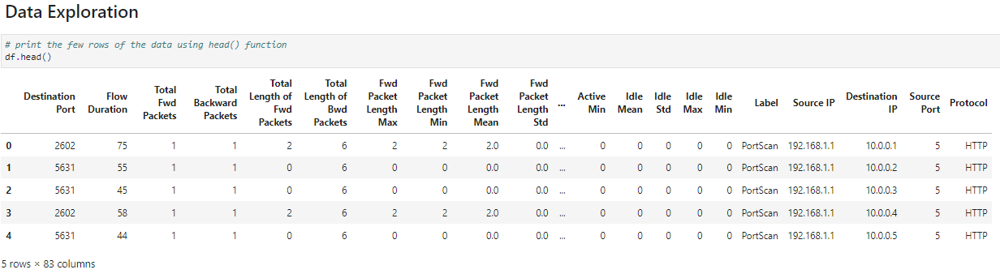 Data Exploration
# print the few rows of the data using head() function
df.head()
Destination Port Flow Duration Total Fwd Packets Total Backward Packets Total Length of Fwd Packets Total Length of Bwd Packets Fwd Packet Length Max Fwd Packet Length Min Fwd Packet Length Mean Fwd Packet Length Std ... Active Min Idle Mean Idle Std Idle Max Idle Min Label Source IP Destination IP Source Port Protocol
0 2602 75 1 1 2 6 2 2 2.0 0.0 ... 0 0 0 0 0 PortScan 192.168.1.1 10.0.0.1 5 HTTP
1 5631 55 1 1 0 6 0 0 0.0 0.0 ... 0 0 0 0 0 PortScan 192.168.1.1 10.0.0.2 5 HTTP
2 5631 45 1 1 0 6 0 0 0.0 0.0 ... 0 0 0 0 0 PortScan 192.168.1.1 10.0.0.3 5 HTTP
3 2602 58 1 1 2 6 2 2 2.0 0.0 ... 0 0 0 0 0 PortScan 192.168.1.1 10.0.0.4 5 HTTP
4 5631 44 1 1 0 6 0 0 0.0 0.0 ... 0 0 0 0 0 PortScan 192.168.1.1 10.0.0.5 5 HTTP
5 rows × 83 columns